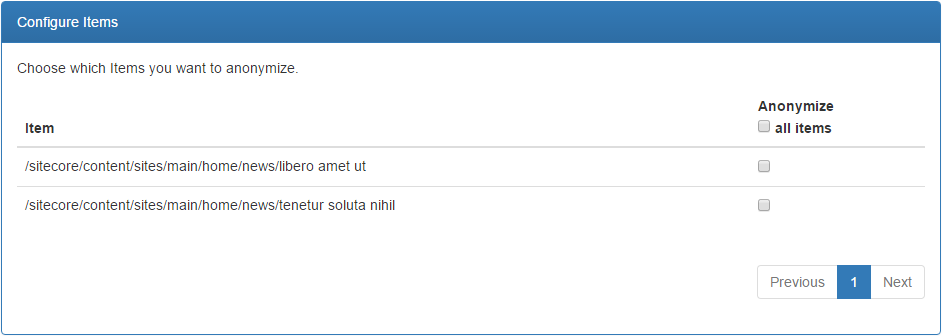 Configure Items
Choose which Items you want to anonymize.
Anonymize
Item all items
/sitecore/content/sites/main/home/news/libero amet ut
/sitecore/content/sites/main/home/news/tenetur soluta nihil
Previous 1 Next